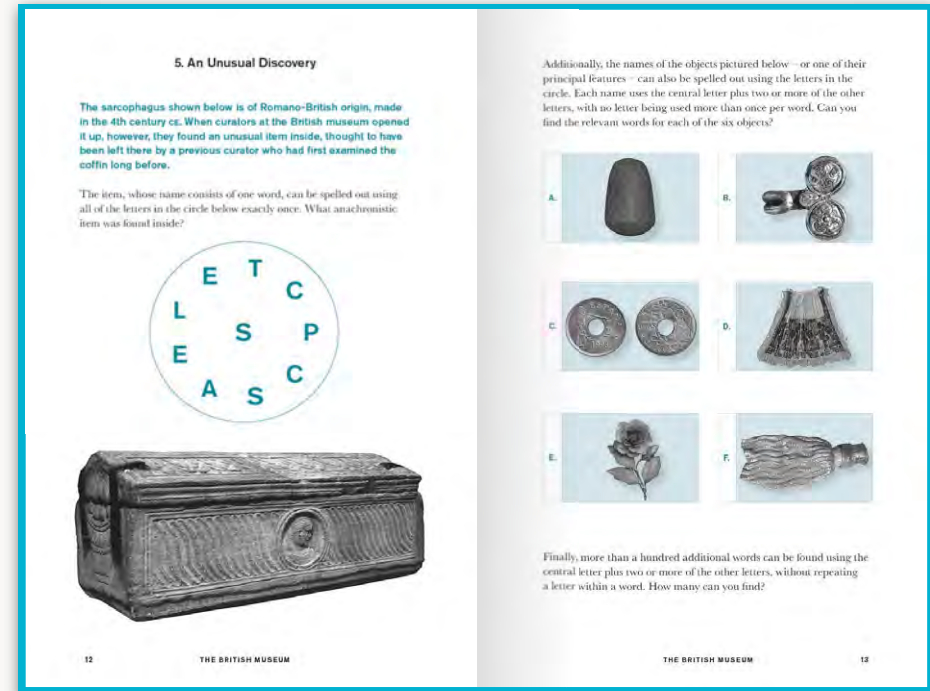 5. An Unusual Discovery
The sarcophagus shown below is of Romano-British origin, made
in the 4th century CE. When curators at the British museum opened
it up, however, they found an unusual item inside, thought to have
been left there by a previous curator who had first examined the
coffin long before.
The item, whose name consists of one word, can be spelled out using
all of the letters in the circle below exactly once. What anachronistic
item was found inside?
E T C
L S P
E C
A S
12 THE BRITISH MUSEUM
Additionally, the names of the objects pictured below – or one of their
principal features – can also be spelled out using the letters in the
circle. Each name uses the central letter plus two or more of the other
letters, with no letter being used more than once per word. Can you
find the relevant words for each of the six objects?
A. B.
C. D.
E. F.
Finally, more than a hundred additional words can be found using the
central letter plus two or more of the other letters, without repeating
a letter within a word. How many can you find?
THE BRITISH MUSEUM 13